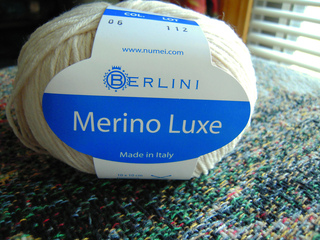 COL. LOT
06 112
www.numei.com
BERLINI
Merino Luxe
Made in Italy